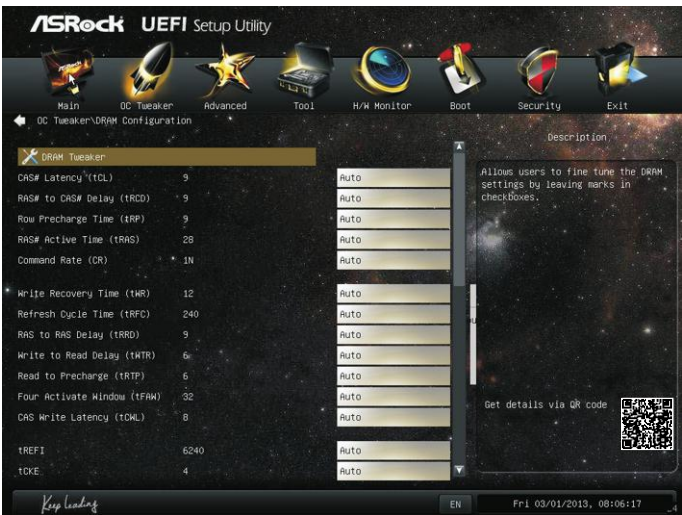 ASRock UEFI Setup Utility
Main OC Tweaker Advanced Tool H/W Monitor Boot Security Exit
OC Tweaker\DRAM Configuration
Description
DRAM Tweaker
Allows users to fine tune the DRAM
settings by leaving marks in
checkboxes.
CAS# Latency (tCL) 9 Auto
RAS# to CAS# Delay (tRCD) 9 Auto
Row Precharge Time (tRP) 9 Auto
RAS# Active Time (tRAS) 28 Auto
Command Rate (CR) 1N Auto
Write Recovery Time (tWR) 12 Auto
Refresh Cycle Time (tRFC) 240 Auto
RAS to RAS Delay (tRRD) 9 Auto
Write to Read Delay (tWTR) 6 Auto
Read to Precharge (tRTP) 6 Auto
Four Activate Window (tFAW) 32 Auto
CAS Write Latency (tCWL) 8 Auto
tREFI 6240 Auto
tCKE 4 Auto
Get details via QR code
Keep Leading
EN
Fri 03/01/2013, 08:06:17